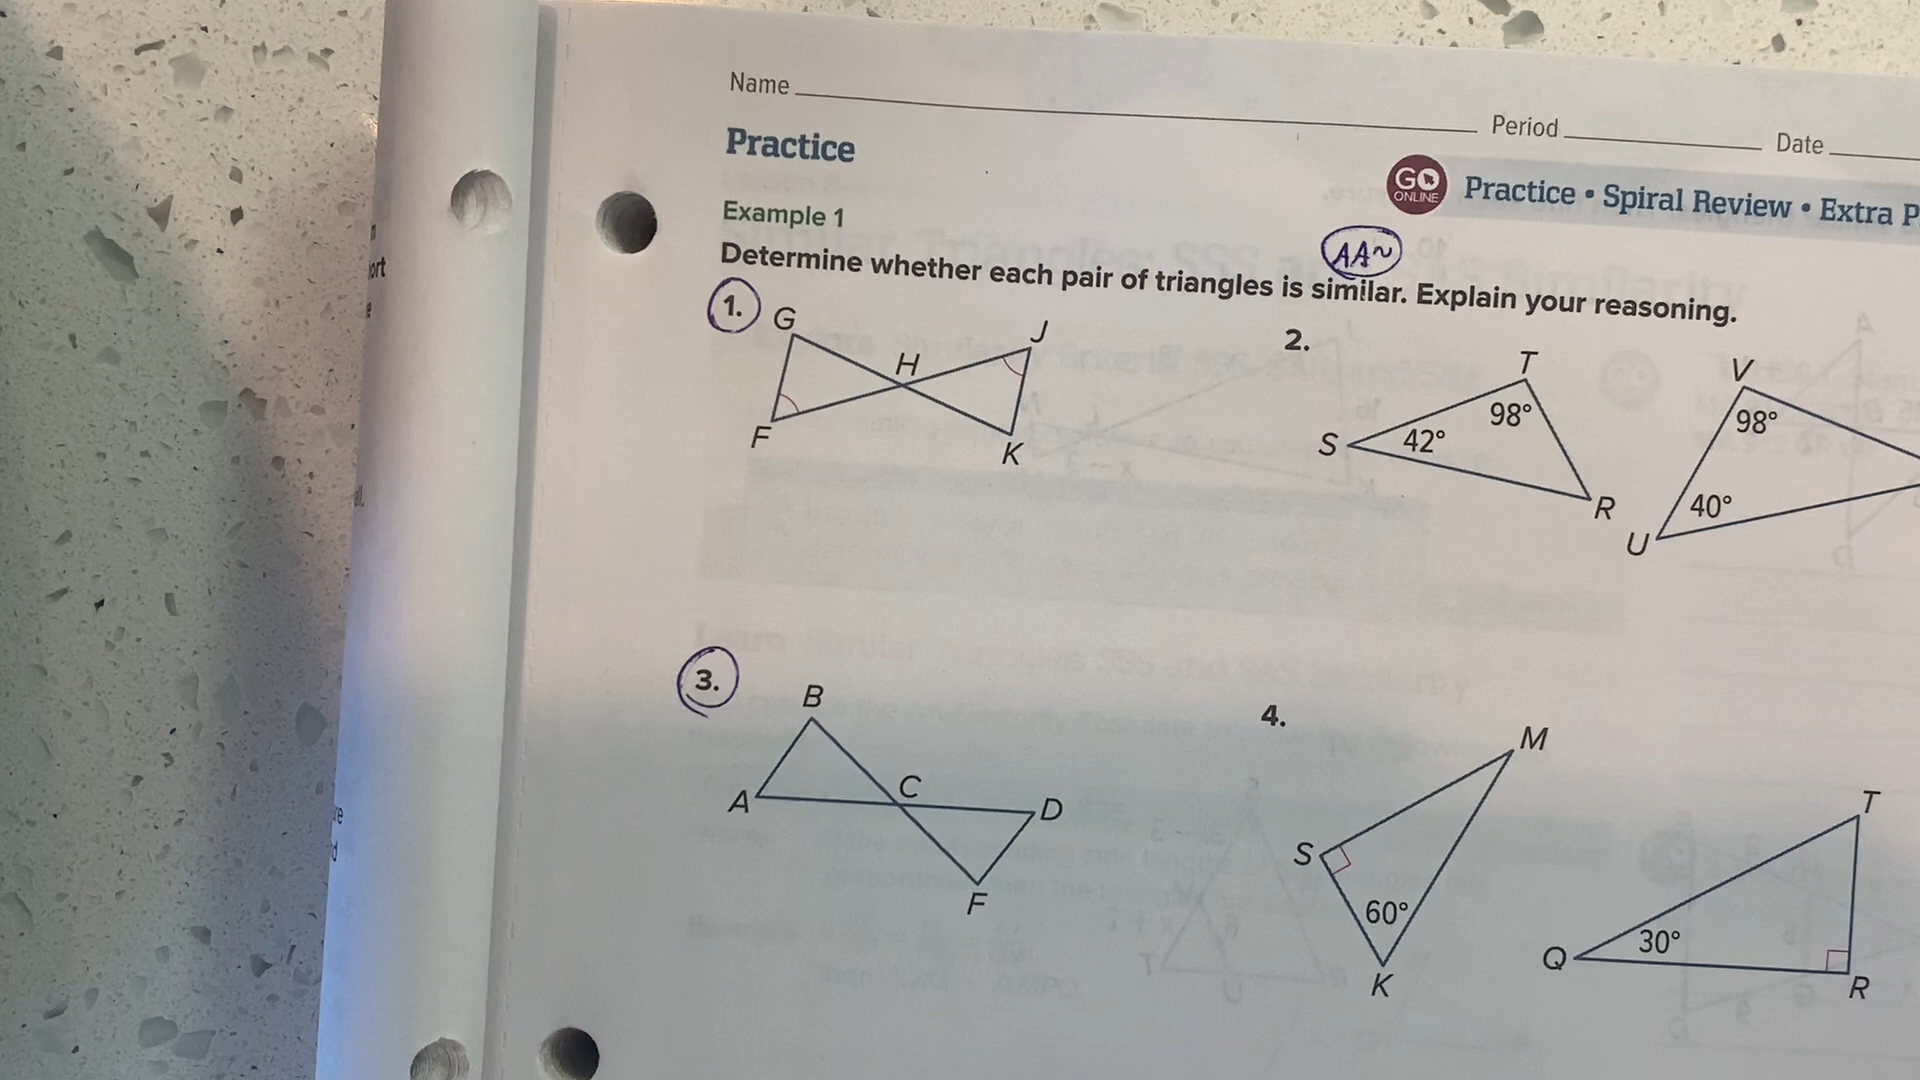 Name
Period
Date
Practice
GO
ONLINE
Practice • Spiral Review • Extra P
Example 1
AA~
Determine whether each pair of triangles is similar. Explain your reasoning.
1.
G
J
H
F
K
2.
T
98°
S
42°
R
V
98°
40°
U
3.
B
A
C
D
F
4.
M
S
60°
K
T
Q
30°
R
ort